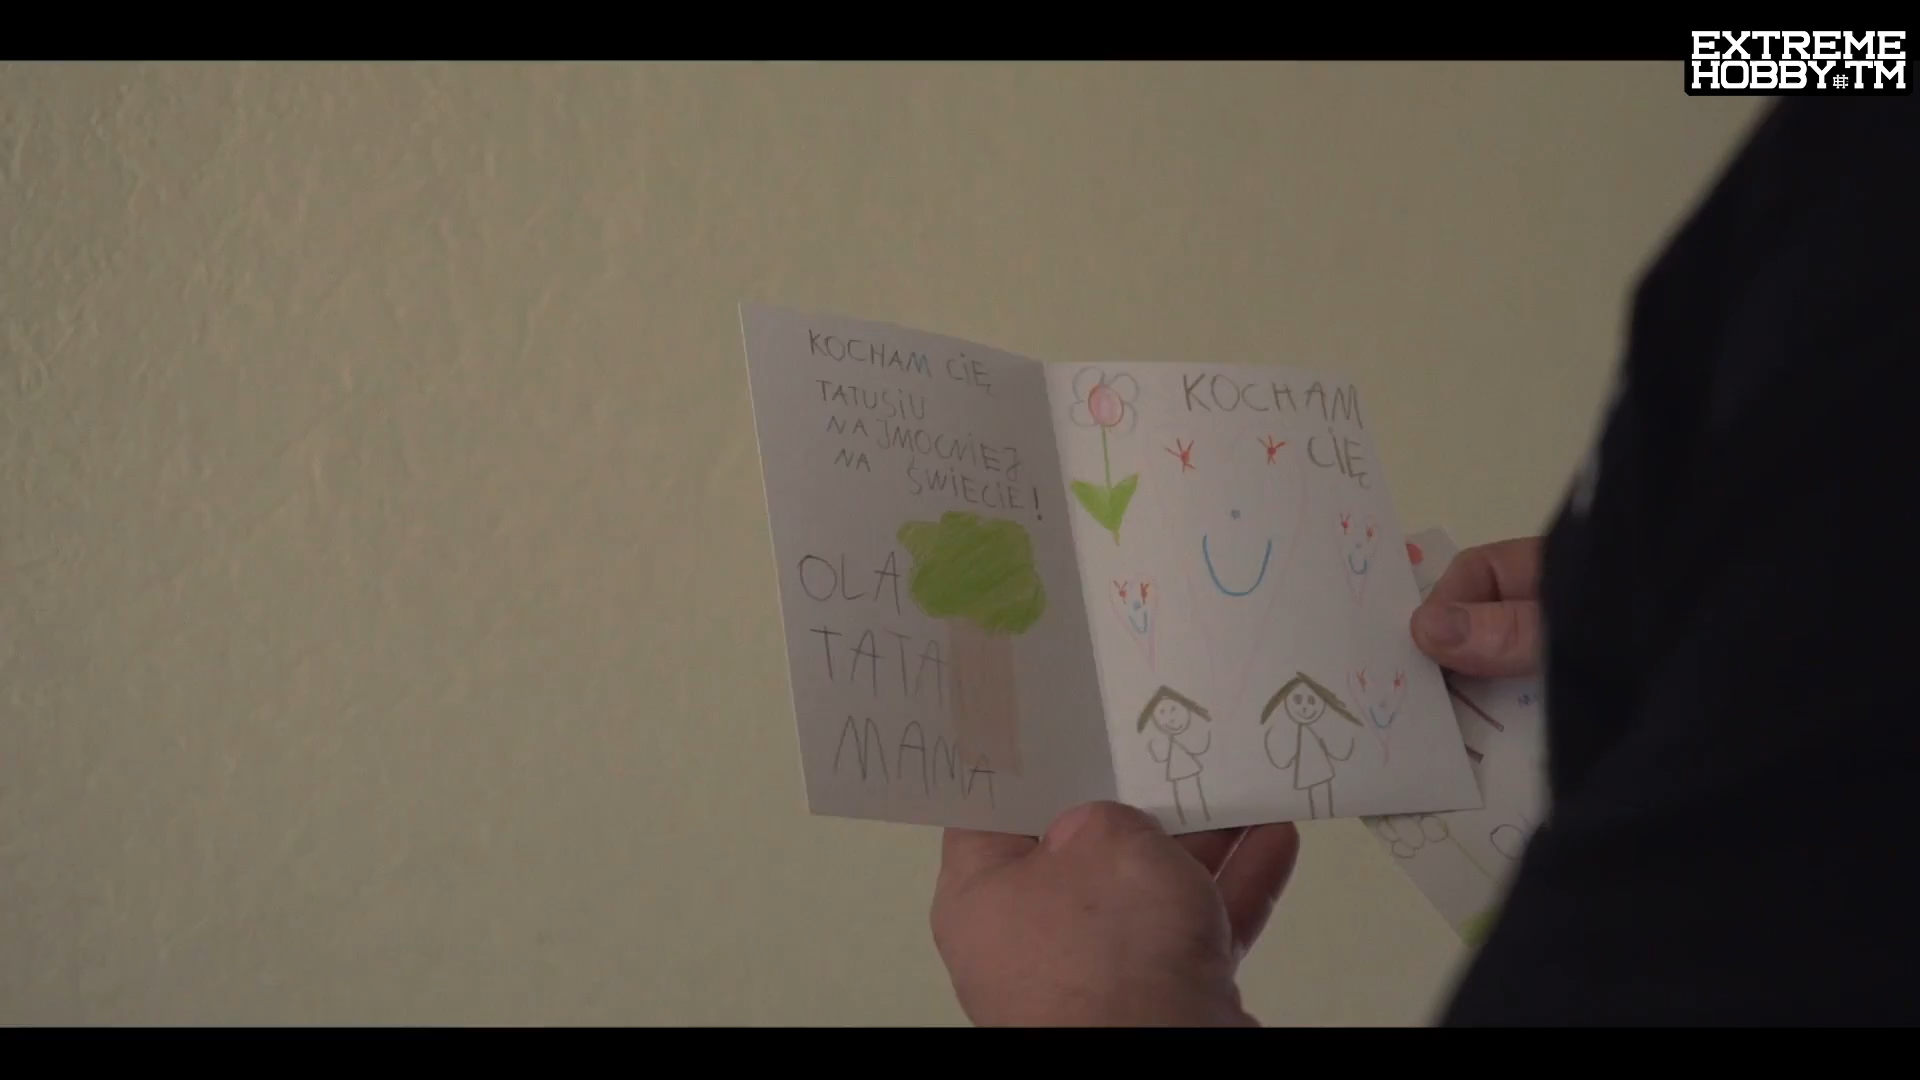 EXTREME
HOBBY#TM
KOCHAM CIĘ
TATUSIU
NAJMOCNIEJ
NA ŚWIECIE!
OLA
TATA
MAMA
KOCHAM
CIĘ